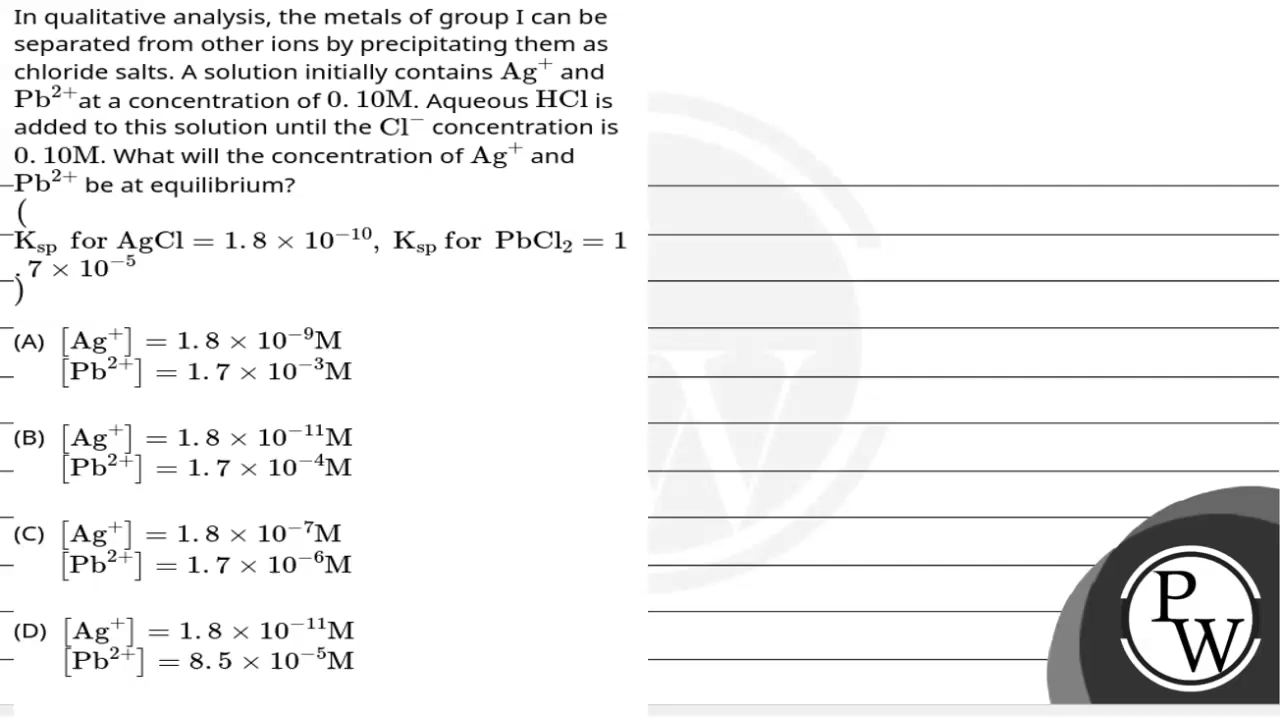 In qualitative analysis, the metals of group I can be
separated from other ions by precipitating them as
chloride salts. A solution initially contains Ag⁺ and
Pb²⁺at a concentration of 0. 10M. Aqueous HCl is
added to this solution until the Cl⁻ concentration is
0. 10M. What will the concentration of Ag⁺ and
Pb²⁺ be at equilibrium?
(
Kₛₚ for AgCl = 1. 8 × 10⁻¹⁰, Kₛₚ for PbCl₂ = 1
. 7 × 10⁻⁵
)
(A) [Ag⁺] = 1. 8 × 10⁻⁹M
[Pb²⁺] = 1. 7 × 10⁻³M
(B) [Ag⁺] = 1. 8 × 10⁻¹¹M
[Pb²⁺] = 1. 7 × 10⁻⁴M
(C) [Ag⁺] = 1. 8 × 10⁻⁷M
[Pb²⁺] = 1. 7 × 10⁻⁶M
(D) [Ag⁺] = 1. 8 × 10⁻¹¹M
[Pb²⁺] = 8. 5 × 10⁻⁵M
W
P
W